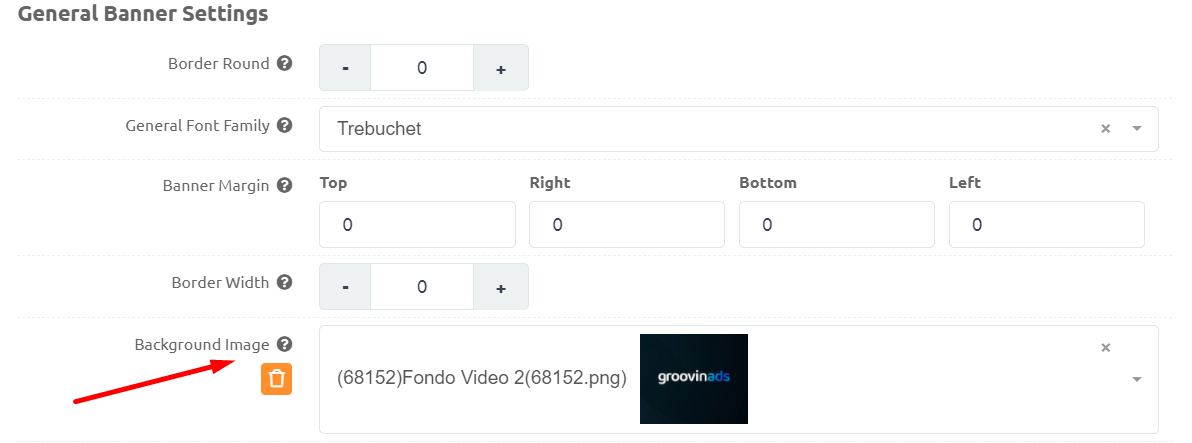 General Banner Settings
Border Round ?
- 0 +
General Font Family ?
Trebuchet ×
Banner Margin ?
Top Right Bottom Left
0 0 0 0
Border Width ?
- 0 +
Background Image ?
(68152)Fondo Video 2(68152.png) groovinads ×